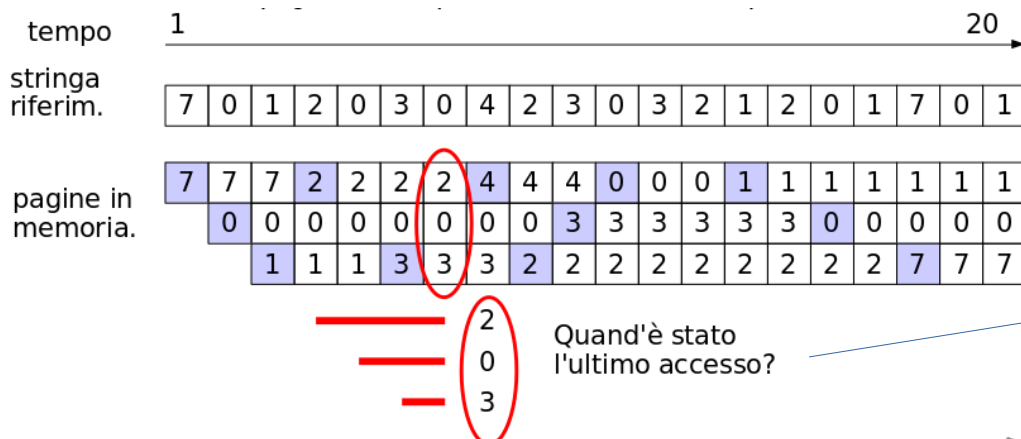 tempo 1 20
stringa
riferim. 7 0 1 2 0 3 0 4 2 3 0 3 2 1 2 0 1 7 0 1
pagine in
memoria.
7 7 7 2 2 2 2 4 4 4 0 0 0 1 1 1 1 1 1 1
0 0 0 0 0 0 0 0 3 3 3 3 3 3 0 0 0 0 0
1 1 1 3 3 3 2 2 2 2 2 2 2 2 2 7 7 7
2
0
3
Quand'è stato
l'ultimo accesso?